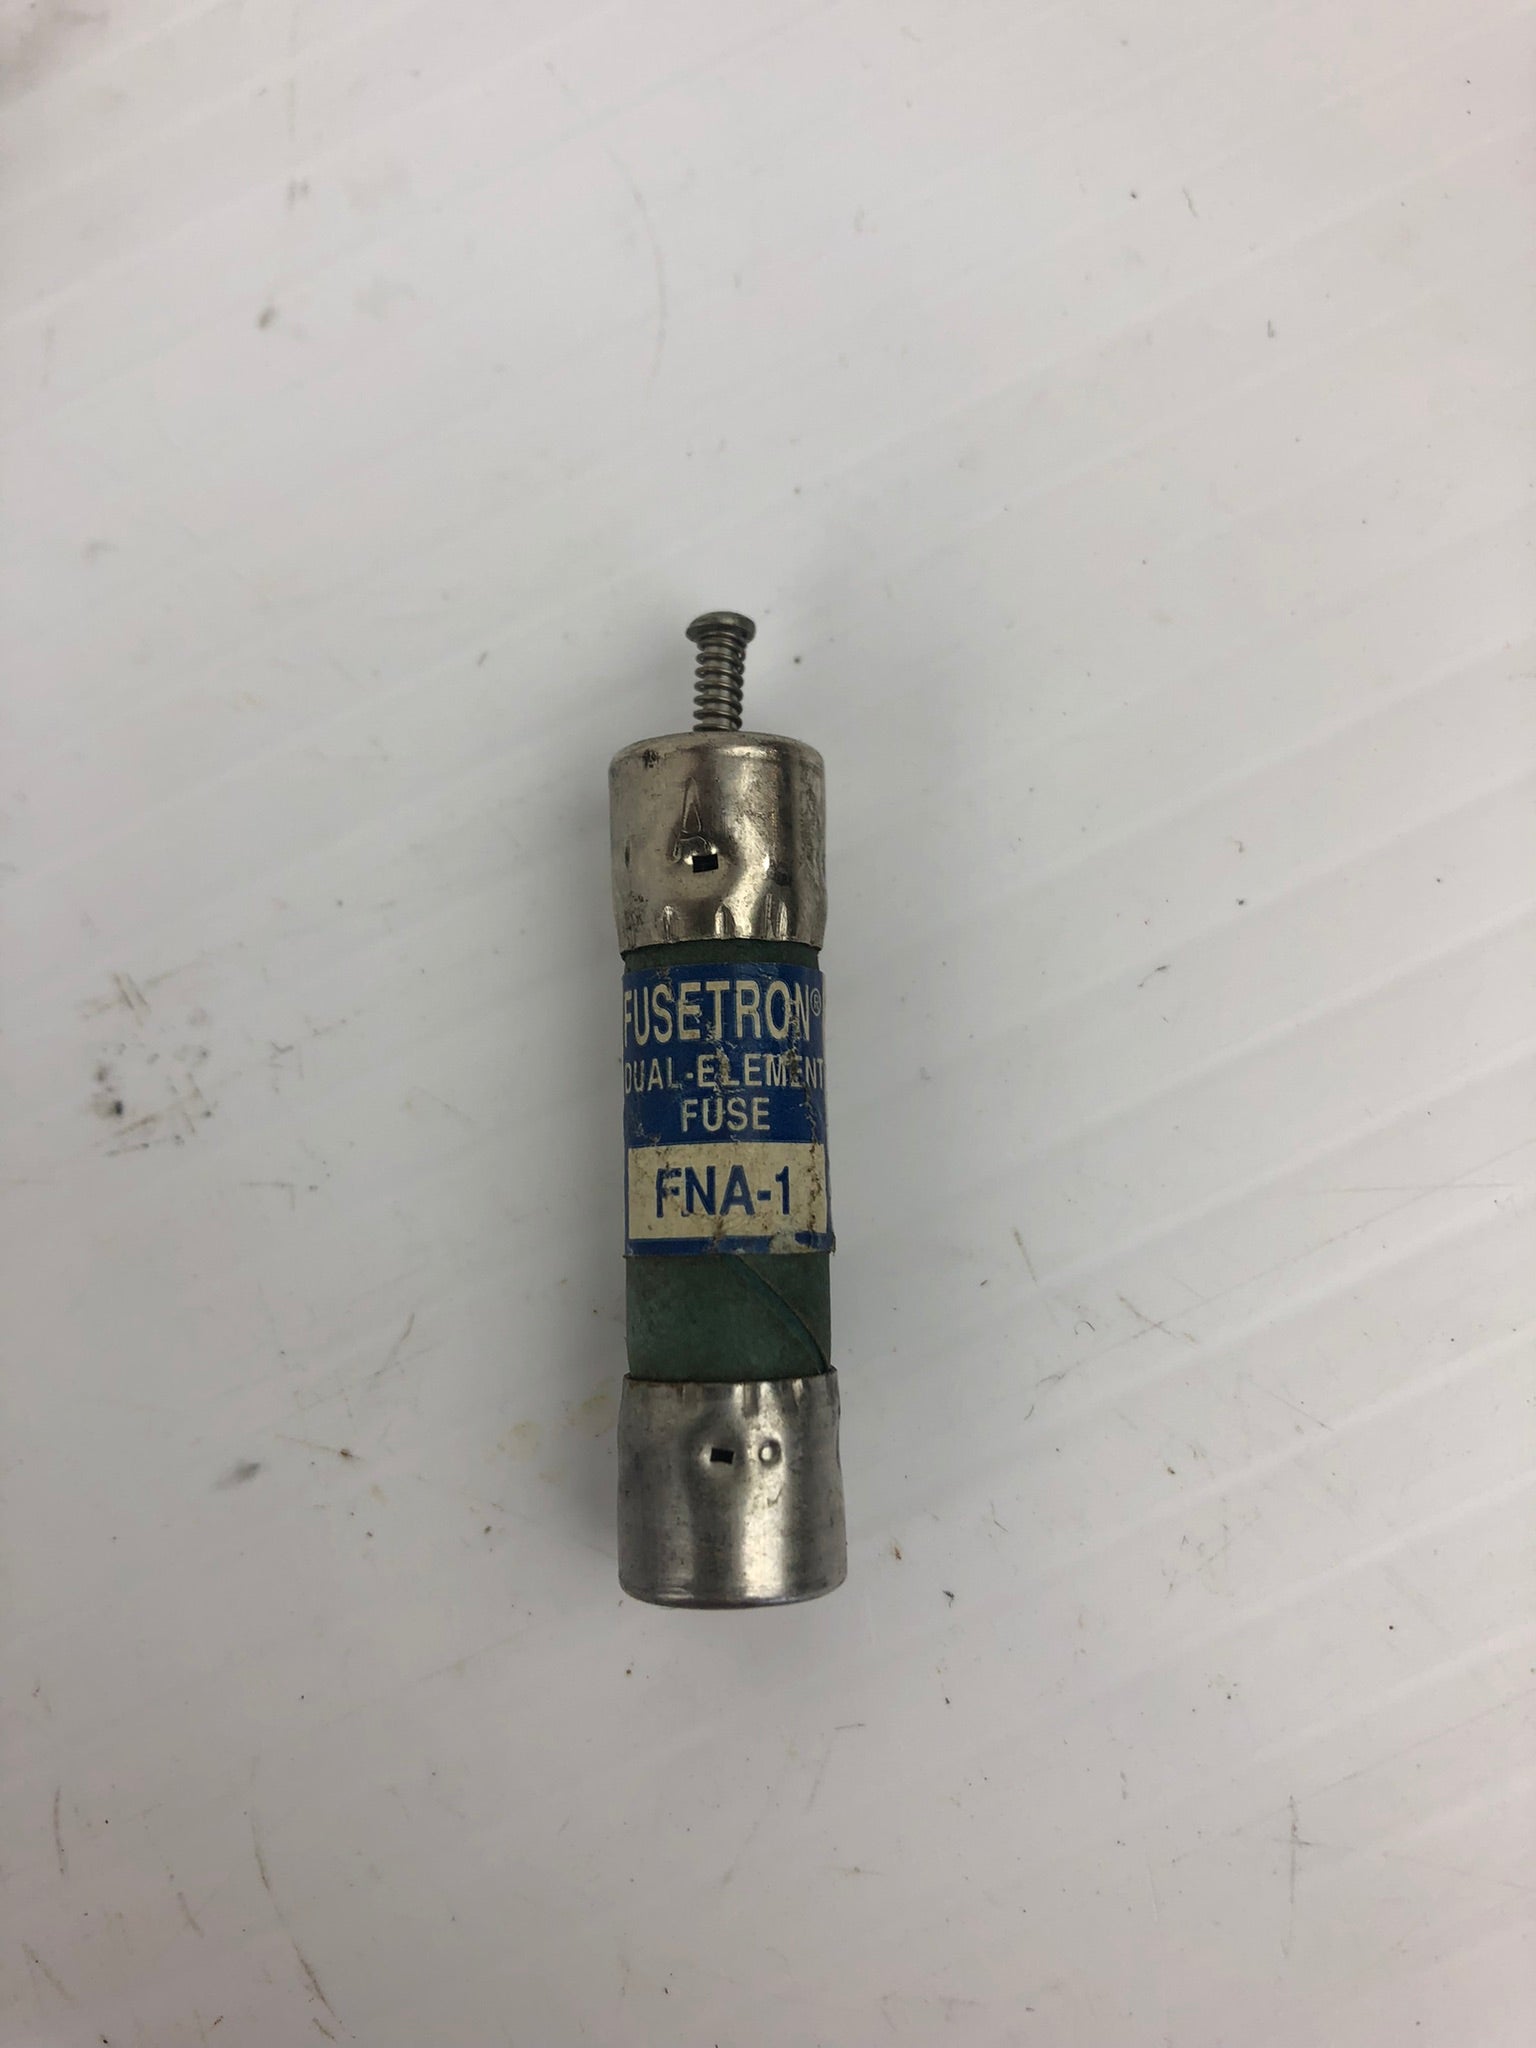 FUSETRON®
DUAL-ELEMENT
FUSE
FNA-1